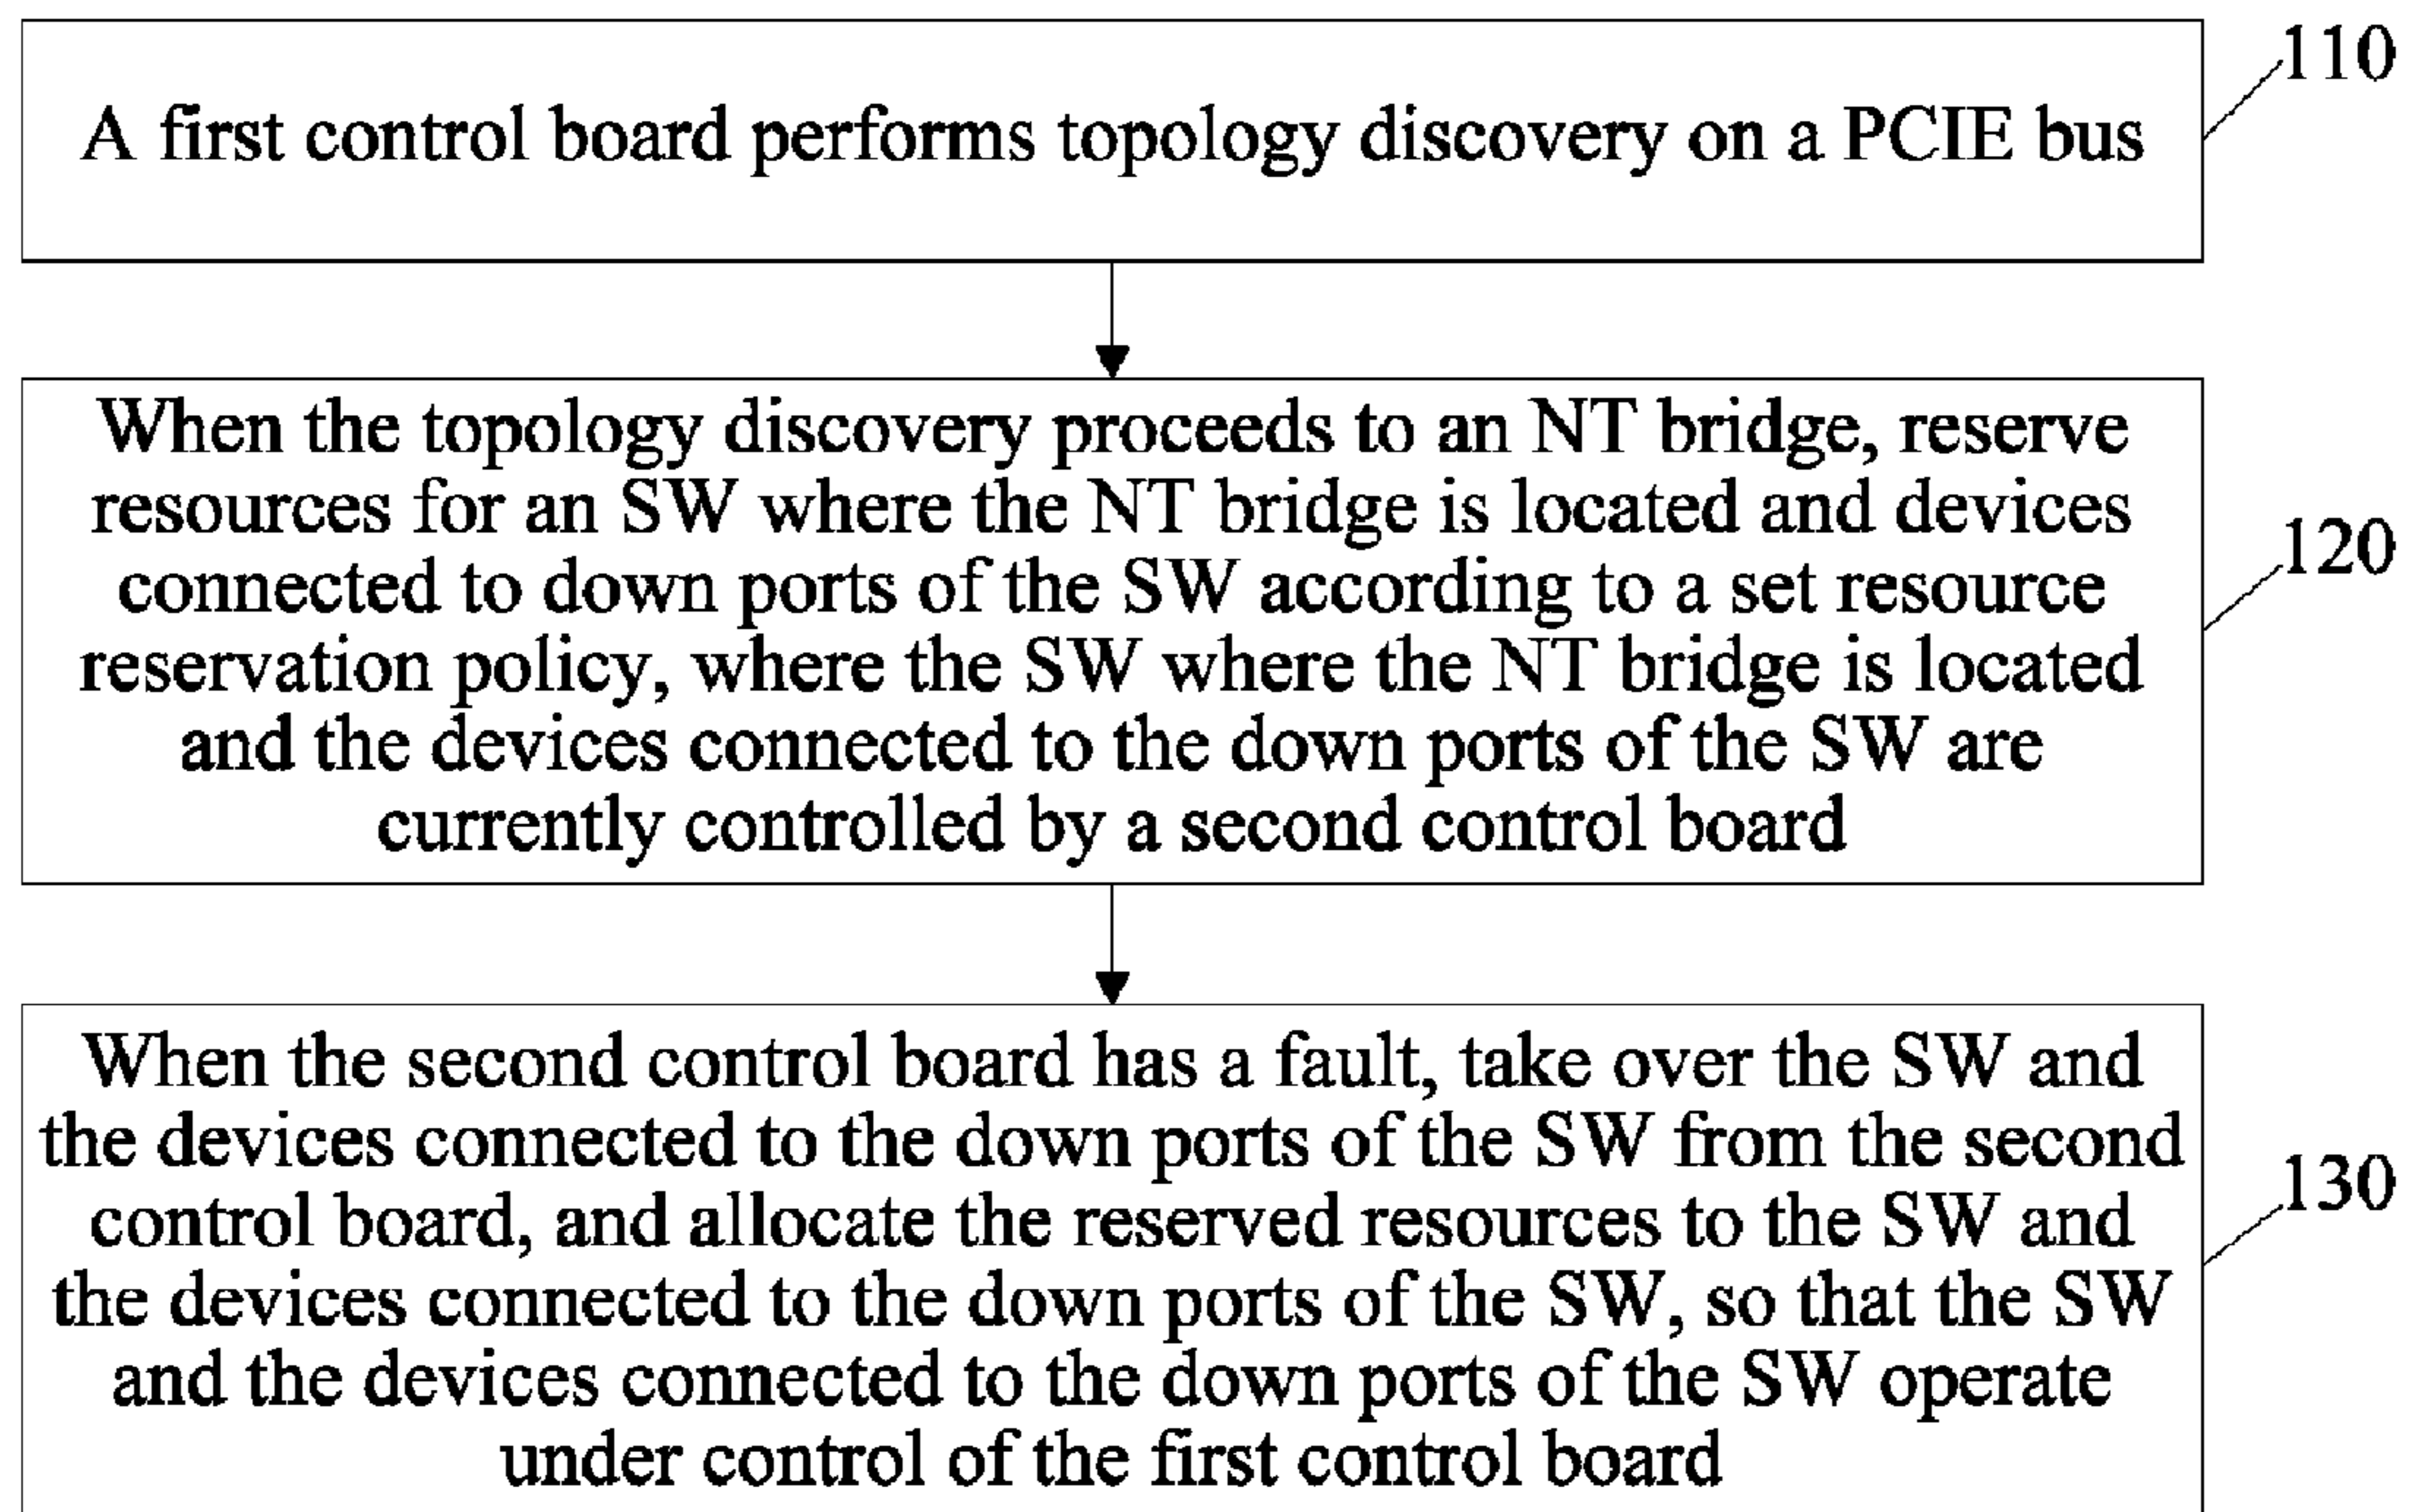 110
A first control board performs topology discovery on a PCIE bus
When the topology discovery proceeds to an NT bridge, reserve
resources for an SW where the NT bridge is located and devices
connected to down ports of the SW according to a set resource
reservation policy, where the SW where the NT bridge is located
and the devices connected to the down ports of the SW are
currently controlled by a second control board
120
When the second control board has a fault, take over the SW and
the devices connected to the down ports of the SW from the second
control board, and allocate the reserved resources to the SW and
the devices connected to the down ports of the SW, so that the SW
and the devices connected to the down ports of the SW operate
under control of the first control board
130